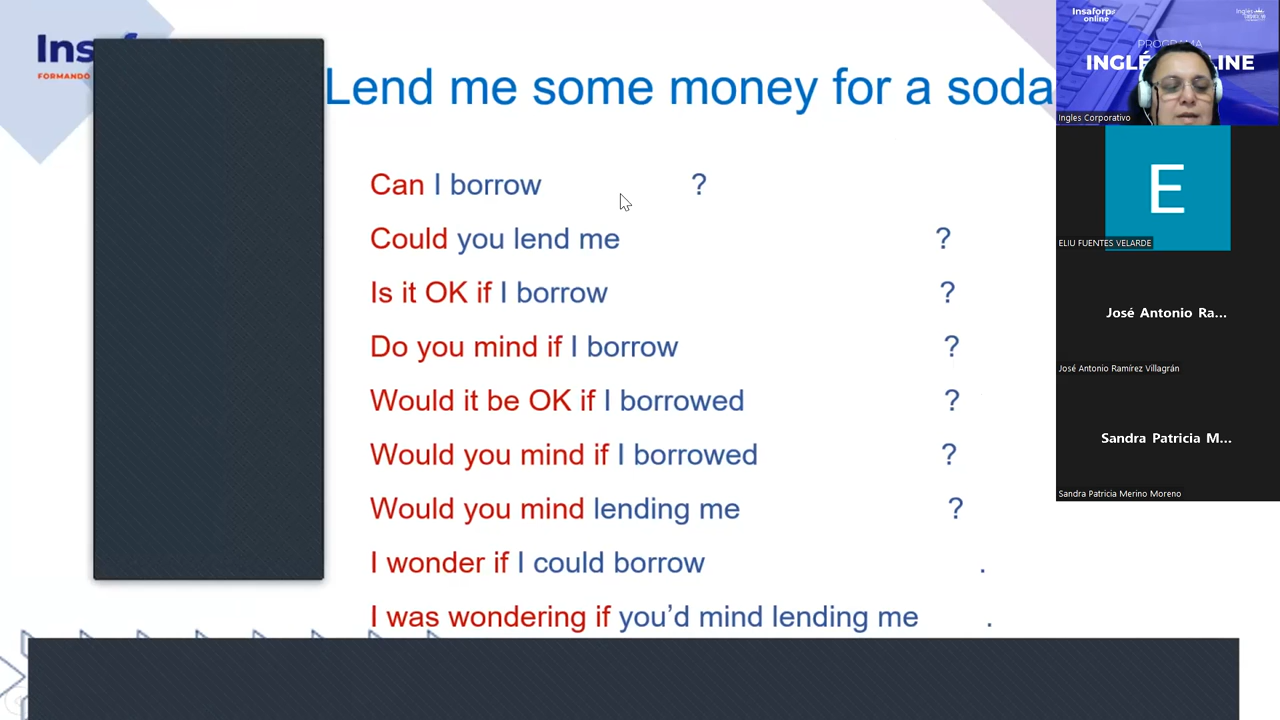 Ins
FORMANDO
Lend me some money for a soda
Can I borrow ?
Could you lend me ?
Is it OK if I borrow ?
Do you mind if I borrow ?
Would it be OK if I borrowed ?
Would you mind if I borrowed ?
Would you mind lending me ?
I wonder if I could borrow .
I was wondering if you’d mind lending me .
Insaforp
online
Inglés
PROGRAMA
INGLÉ LINE
Ingles Corporativo
E
ELIU FUENTES VELARDE
José Antonio Ra...
José Antonio Ramírez Villagrán
Sandra Patricia M...
Sandra Patricia Merino Moreno